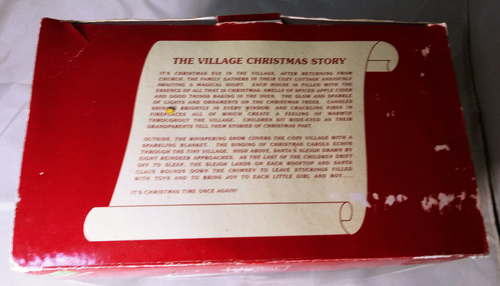 THE VILLAGE CHRISTMAS STORY
IT'S CHRISTMAS EVE IN THE VILLAGE, AFTER RETURNING FROM
CHURCH, THE FAMILY GATHERS IN THEIR COZY COTTAGE ANXIOUSLY
AWAITING A MAGICAL NIGHT. EACH HOUSE IS FILLED WITH THE
ESSENCE OF ALL THAT IS CHRISTMAS; SMELLS OF SPICED APPLE CIDER
AND GOOD THINGS BAKING IN THE OVEN. THE GLOW AND SPARKLE
OF LIGHTS AND ORNAMENTS ON THE CHRISTMAS TREES. CANDLES
BRIGHTLY IN EVERY WINDOW, AND CRACKLING FIRES IN
FIREPLACES ALL OF WHICH CREATE A FEELING OF WARMTH
THROUGHOUT THE VILLAGE. CHILDREN SIT WIDE-EYED AS THEIR
GRANDPARENTS TELL THEM STORIES OF CHRISTMAS PAST.
OUTSIDE, THE WHISPERING SNOW COVERS THE COZY VILLAGE WITH A
SPARKLING BLANKET. THE SINGING OF CHRISTMAS CAROLS ECHOS
THROUGH THE TINY VILLAGE. HIGH ABOVE, SANTA'S SLEIGH DRAWN BY
EIGHT REINDEER APPROACHES. AS THE LAST OF THE CHILDREN DRIFT
OFF TO SLEEP, THE SLEIGH LANDS ON EACH ROOFTOP AND SANTA
CLAUS BOUNDS DOWN THE CHIMNEY TO LEAVE STOCKINGS FILLED
WITH TOYS AND TO BRING JOY TO EACH LITTLE GIRL AND BOY . . .
IT'S CHRISTMAS TIME ONCE AGAIN!